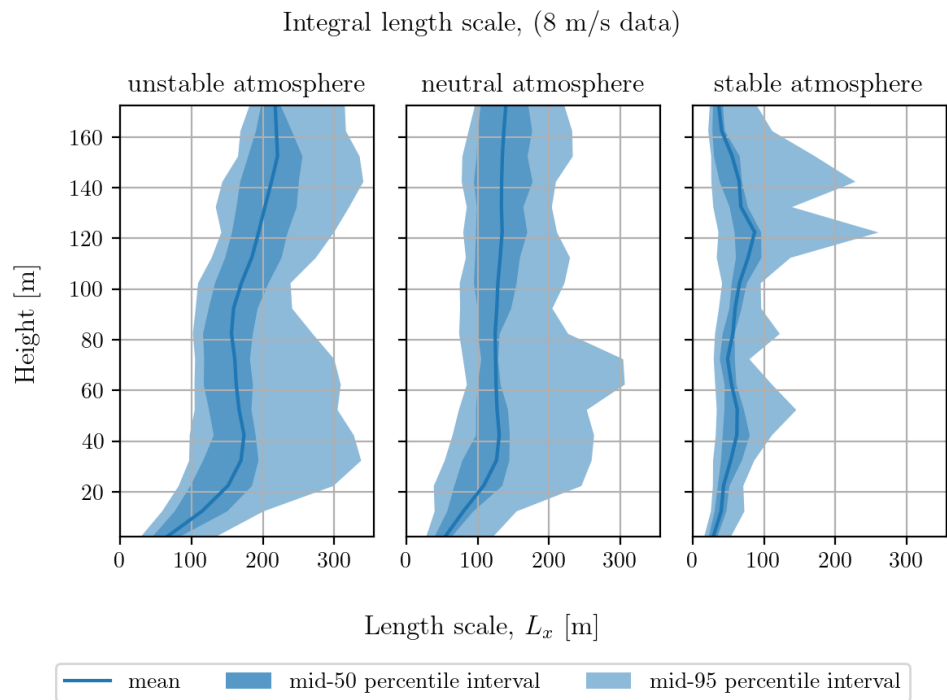 Integral length scale, (8 m/s data)
unstable atmosphere neutral atmosphere stable atmosphere
160
140
120
100
80
60
40
20
Height [m]
0 100 200 300 0 100 200 300 0 100 200 300
Length scale, Lₓ [m]
mean mid-50 percentile interval mid-95 percentile interval